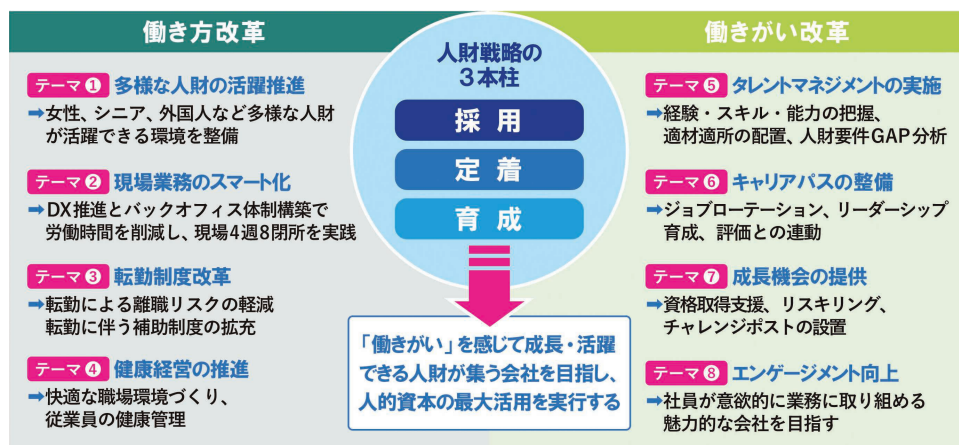 働き方改革
テーマ❶ 多様な人財の活躍推進
➡女性、シニア、外国人など多様な人財
が活躍できる環境を整備
テーマ❷ 現場業務のスマート化
➡DX推進とバックオフィス体制構築で
労働時間を削減し、現場4週8閉所を実践
テーマ❸ 転勤制度改革
➡転勤による離職リスクの軽減
転勤に伴う補助制度の拡充
テーマ❹ 健康経営の推進
➡快適な職場環境づくり、
従業員の健康管理
人財戦略の
3本柱
採用
定着
育成
「働きがい」を感じて成長・活躍
できる人財が集う会社を目指し、
人的資本の最大活用を実行する
働きがい改革
テーマ❺ タレントマネジメントの実施
➡経験・スキル・能力の把握、
適材適所の配置、人財要件GAP分析
テーマ❻ キャリアパスの整備
➡ジョブローテーション、リーダーシップ
育成、評価との連動
テーマ❼ 成長機会の提供
➡資格取得支援、リスキリング、
チャレンジポストの設置
テーマ❽ エンゲージメント向上
➡社員が意欲的に業務に取り組める
魅力的な会社を目指す